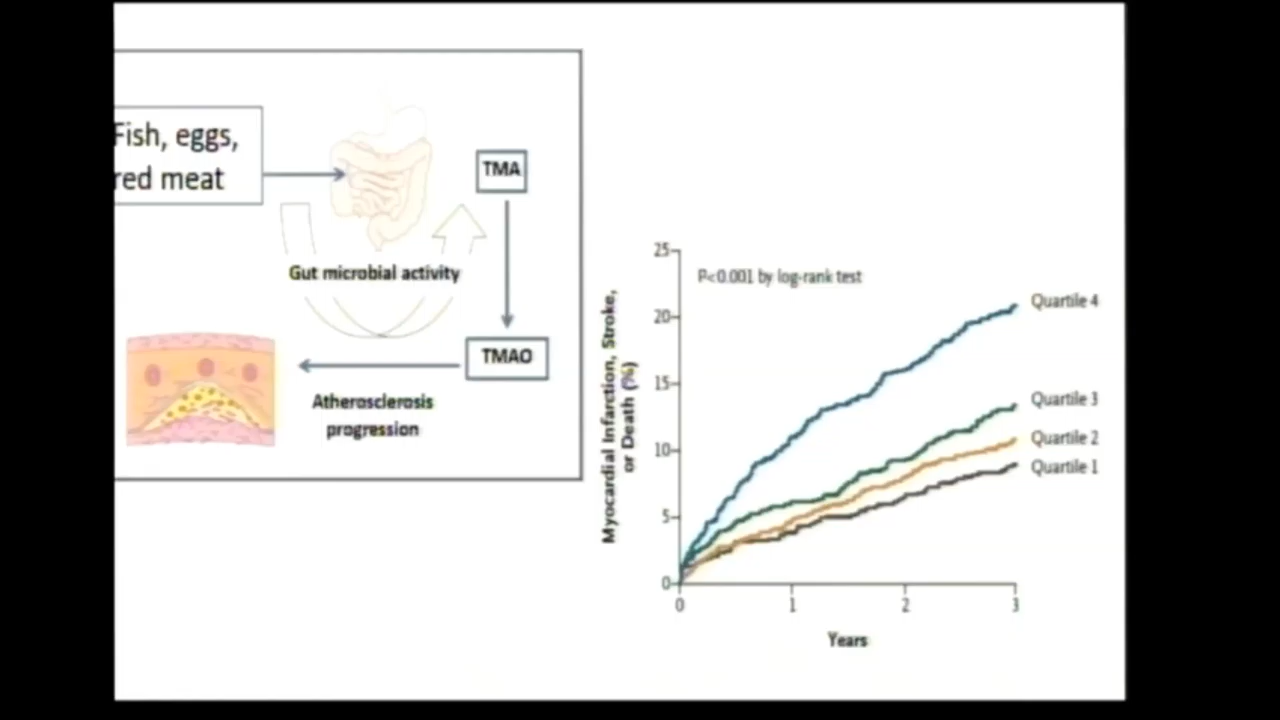 Fish, eggs,
red meat
TMA
Gut microbial activity
TMAO
Atherosclerosis
progression
25
20
15
10
5
0
P<0.001 by log-rank test
Quartile 4
Quartile 3
Quartile 2
Quartile 1
Myocardial Infarction, Stroke,
or Death (%)
0
1
2
3
Years